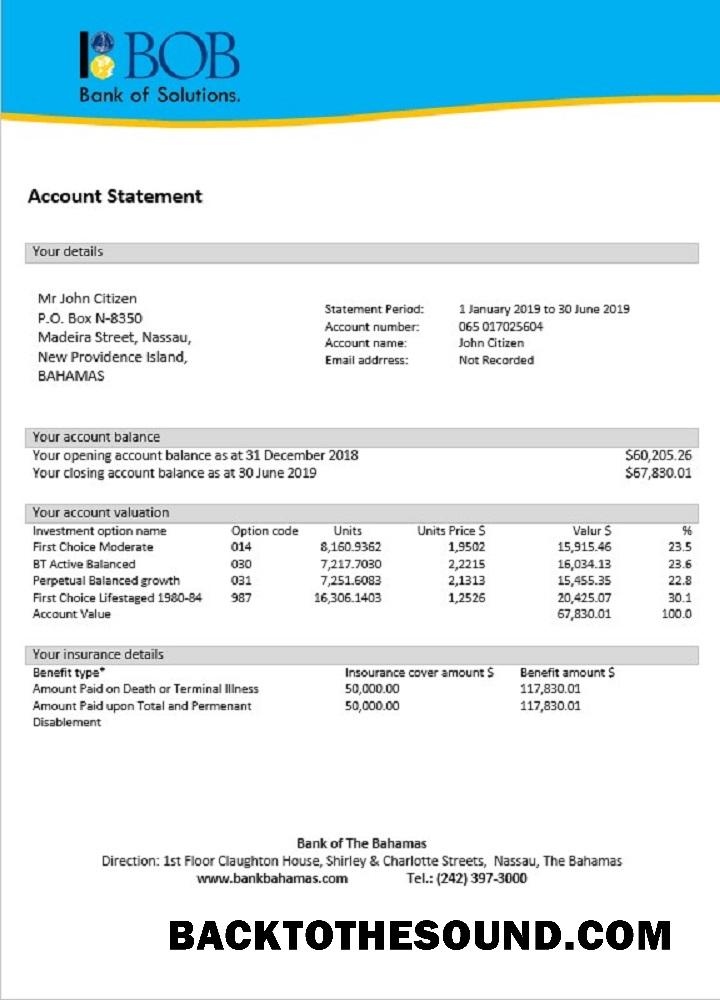 BOB
Bank of Solutions.
Account Statement
Your details
Mr John Citizen
P.O. Box N-8350
Madeira Street, Nassau,
New Providence Island,
BAHAMAS
Statement Period: 1 January 2019 to 30 June 2019
Account number: 065 017025604
Account name: John Citizen
Email addrress: Not Recorded
Your account balance
Your opening account balance as at 31 December 2018 $60,205.26
Your closing account balance as at 30 June 2019 $67,830.01
Your account valuation
Investment option name Option code Units Units Price $ Valur $ %
First Choice Moderate 014 8,160.9362 1,9502 15,915.46 23.5
BT Active Balanced 030 7,217.7030 2,2215 16,034.13 23.6
Perpetual Balanced growth 031 7,251.6083 2,1313 15,455.35 22.8
First Choice Lifestaged 1980-84 987 16,306.1403 1,2526 20,425.07 30.1
Account Value 67,830.01 100.0
Your insurance details
Benefit type* Insourance cover amount $ Benefit amount $
Amount Paid on Death or Terminal Illness 50,000.00 117,830.01
Amount Paid upon Total and Permenant 50,000.00 117,830.01
Disablement
Bank of The Bahamas
Direction: 1st Floor Claughton House, Shirley & Charlotte Streets, Nassau, The Bahamas
www.bankbahamas.com Tel.: (242) 397-3000
BACKTOTHESOUND.COM